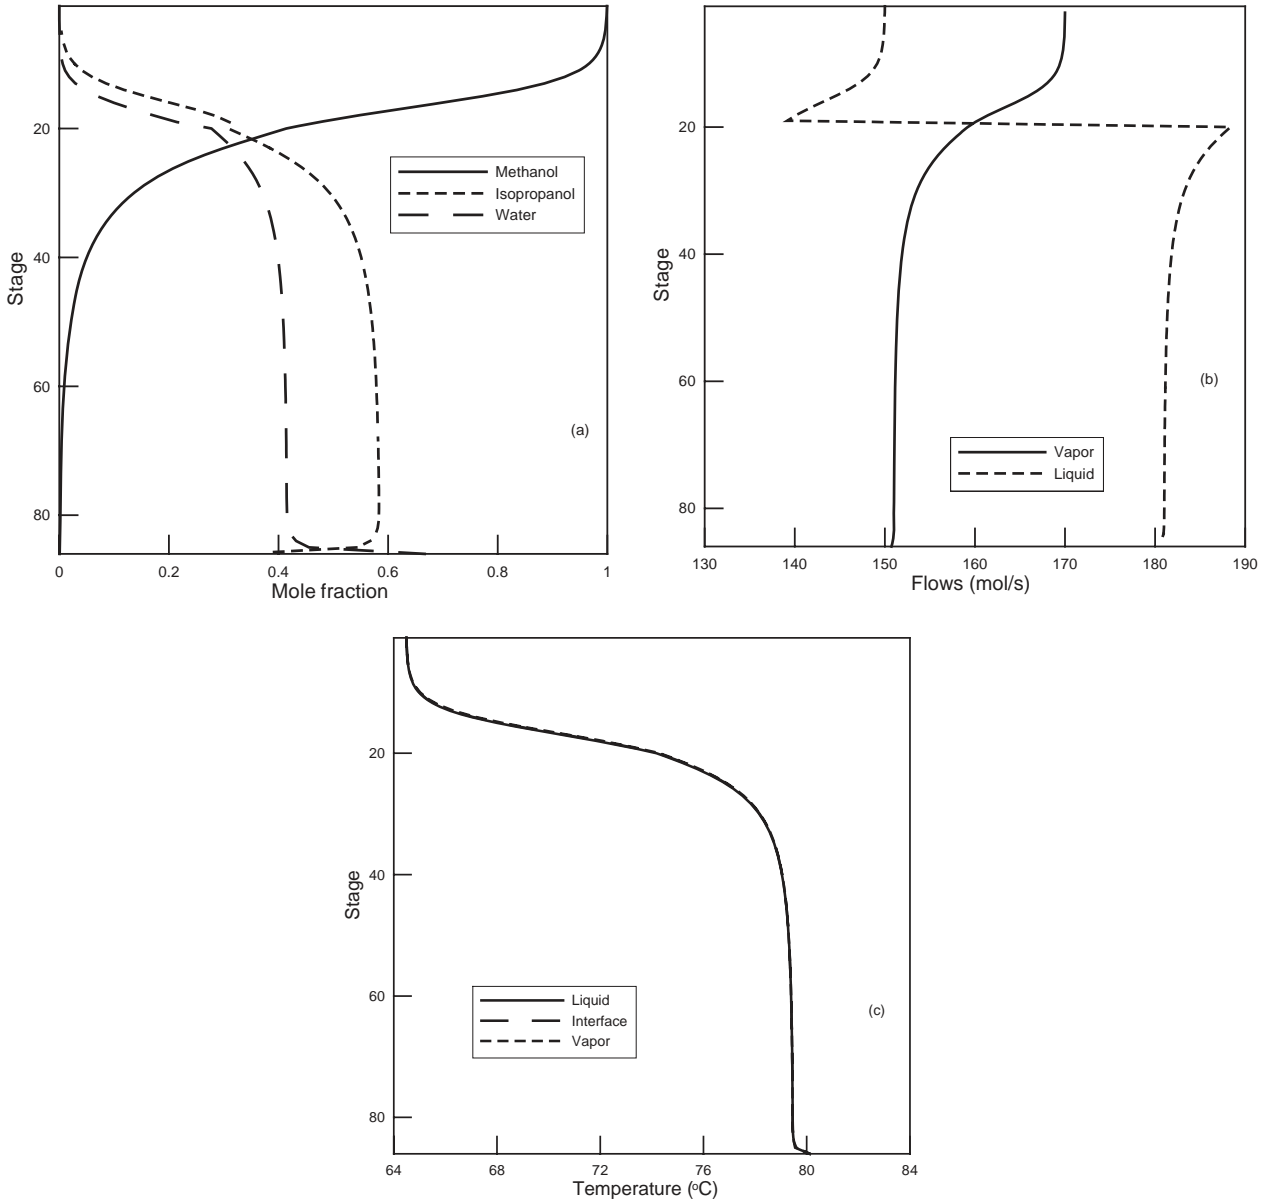 Stage
20
40
60
80
Methanol
Isopropanol
Water
(a)
0
0.2
0.4
0.6
0.8
1
Mole fraction
Stage
20
40
60
80
(b)
Vapor
Liquid
130
140
150
160
170
180
190
Flows (mol/s)
Stage
20
40
60
80
Liquid
Interface
Vapor
(c)
64
68
72
76
80
84
Temperature (°C)